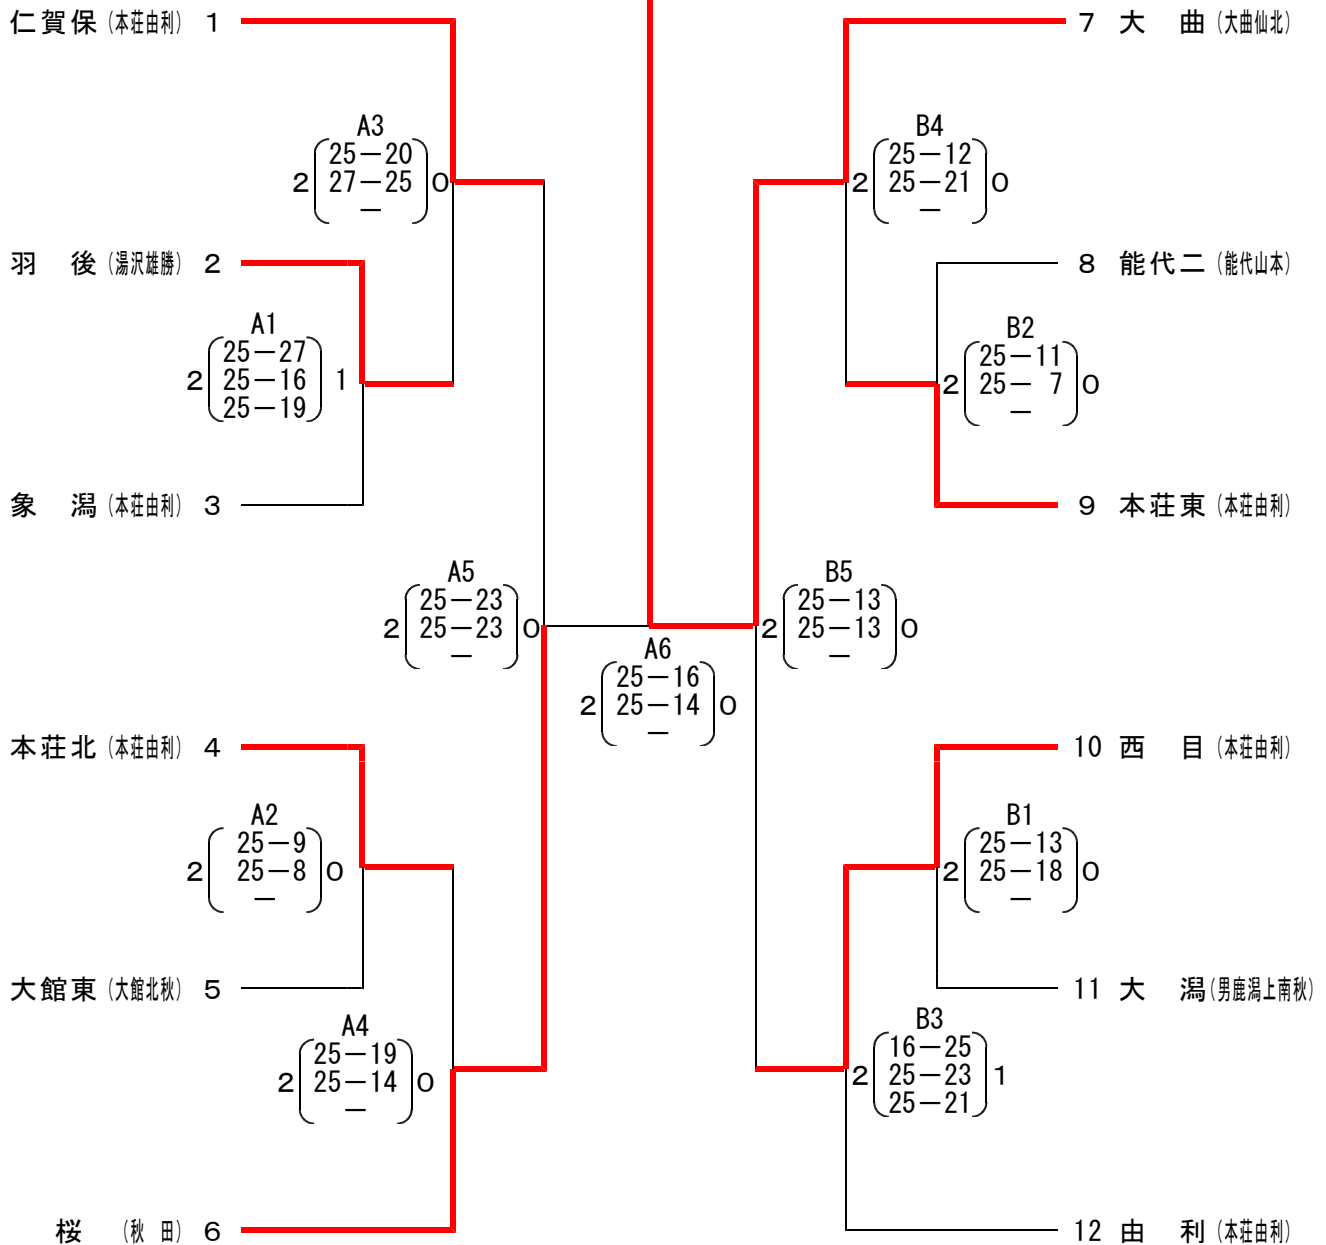 仁賀保 (本荘由利) 1
A3
25－20
2 27－25 0
－
羽　後 (湯沢雄勝) 2
A1
25－27
2 25－16 1
25－19
象　潟 (本荘由利) 3
A5
25－23
2 25－23 0
－
本荘北 (本荘由利) 4
A2
25－9
2 25－8 0
－
大館東 (大館北秋) 5
A4
25－19
2 25－14 0
－
桜 (秋　田) 6
A6
25－16
2 25－14 0
－
7 大　曲 (大曲仙北)
B4
25－12
2 25－21 0
－
8 能代二 (能代山本)
B2
25－11
2 25－ 7 0
－
9 本荘東 (本荘由利)
B5
25－13
2 25－13 0
－
10 西　目 (本荘由利)
B1
25－13
2 25－18 0
－
11 大　潟 (男鹿潟上南秋)
B3
16－25
2 25－23 1
25－21
12 由　利 (本荘由利)